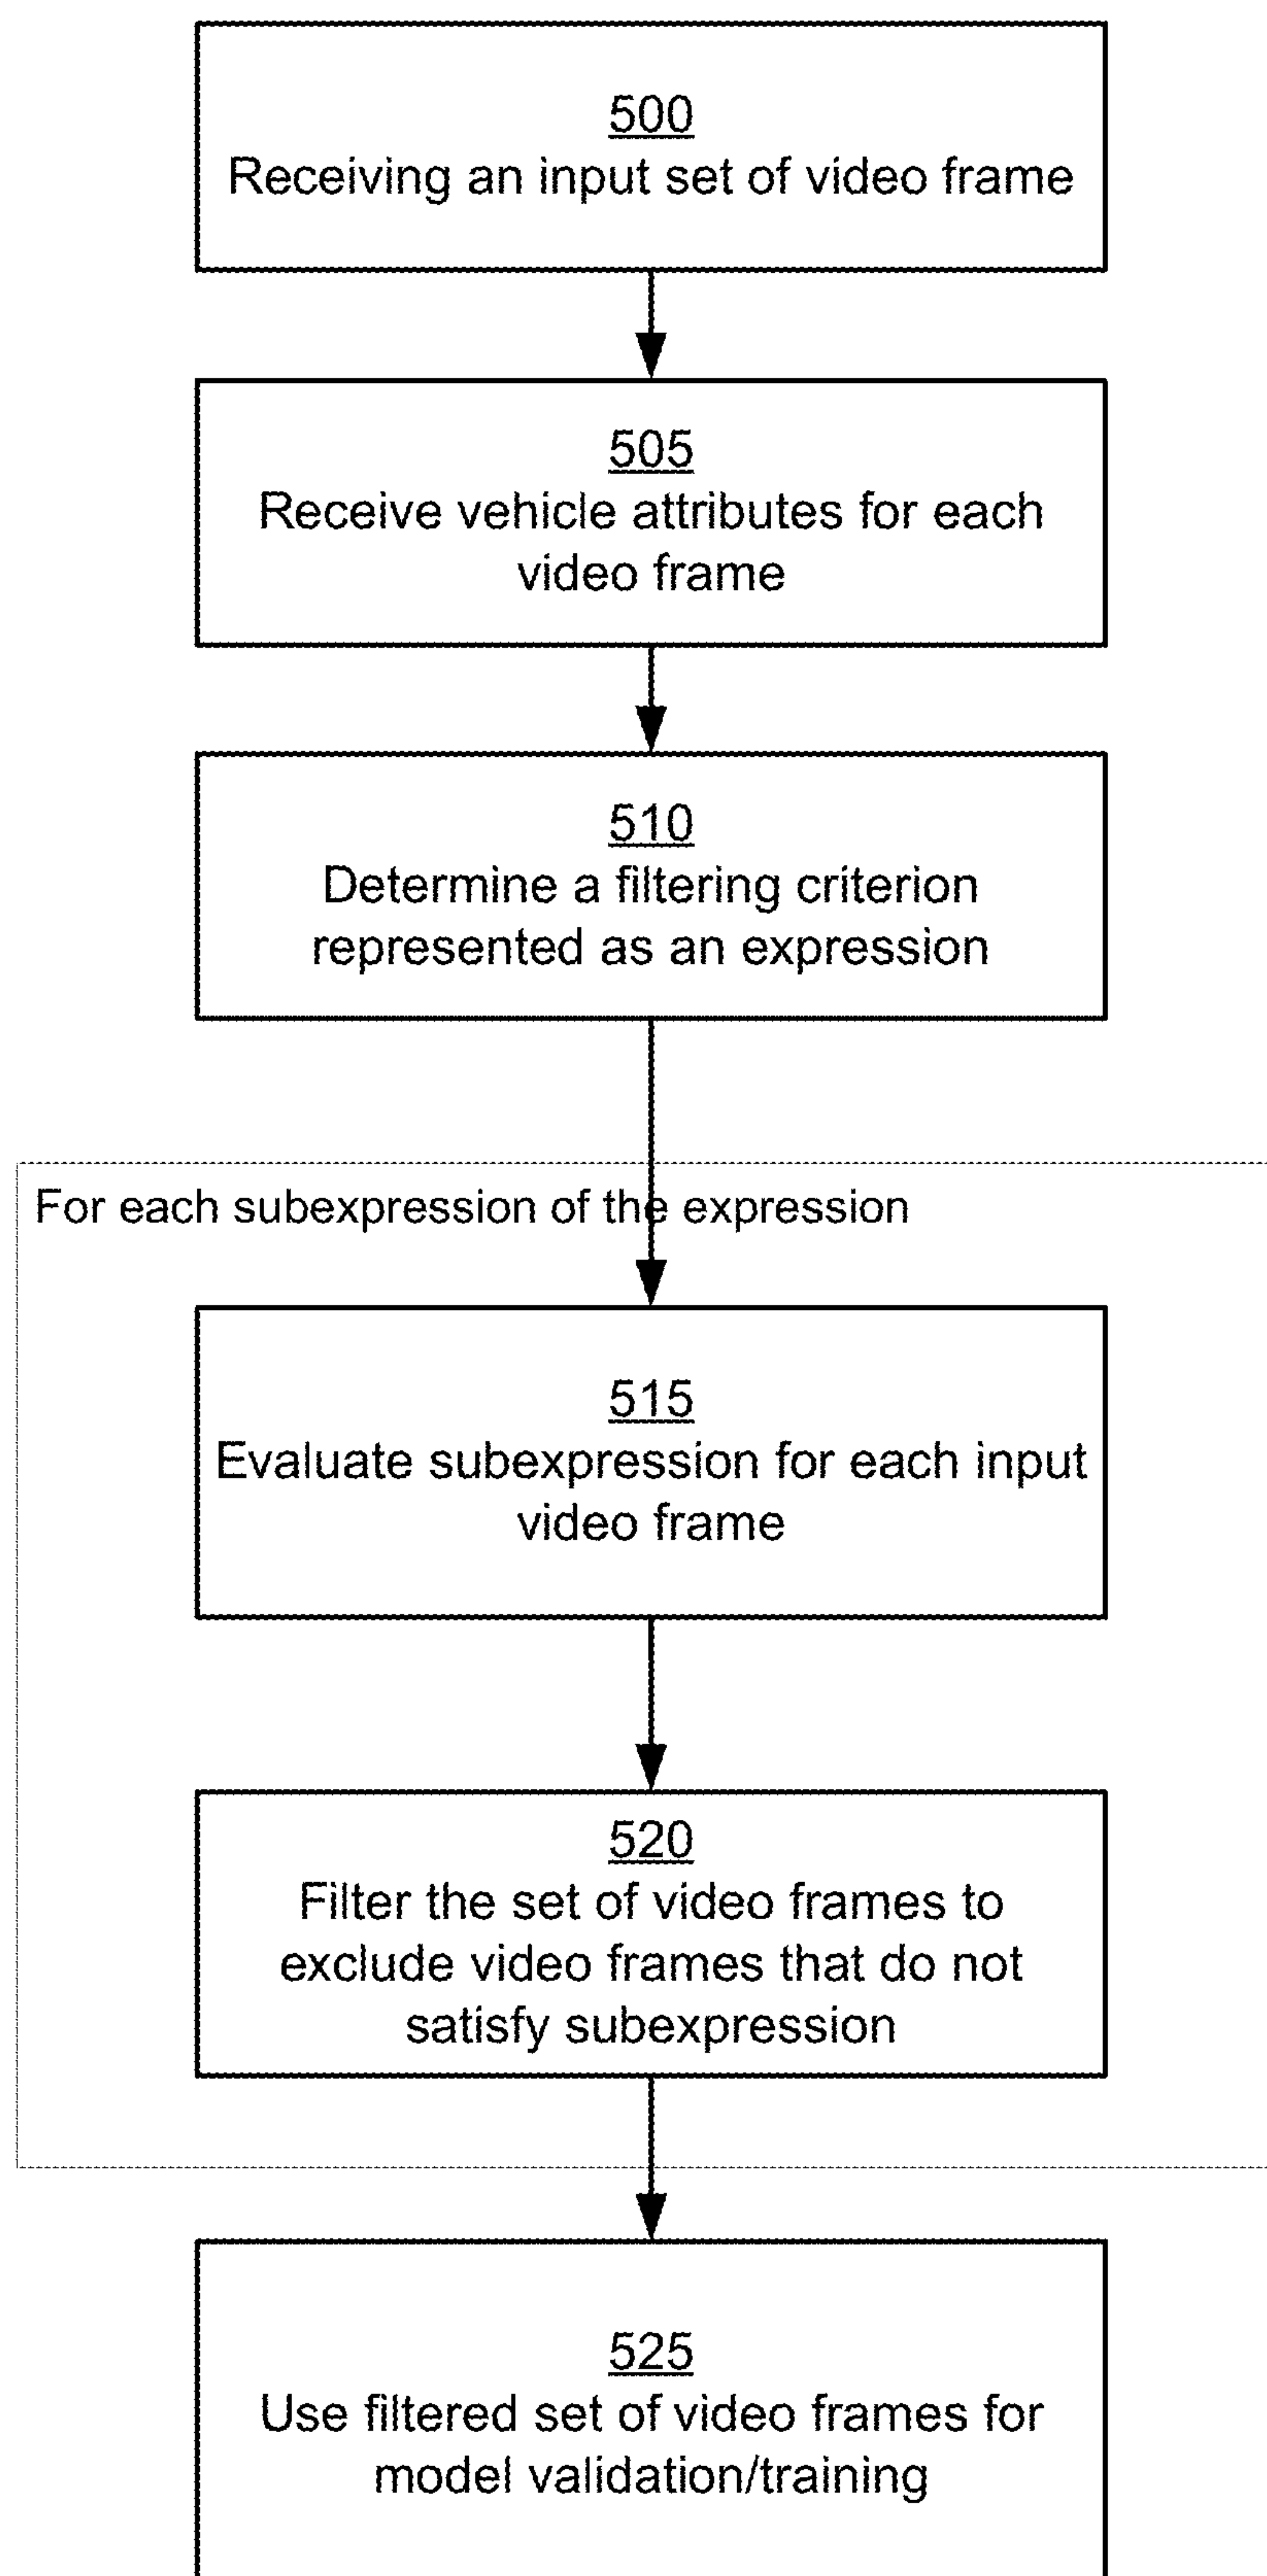 500
Receiving an input set of video frame
505
Receive vehicle attributes for each
video frame
510
Determine a filtering criterion
represented as an expression
For each subexpression of the expression
515
Evaluate subexpression for each input
video frame
520
Filter the set of video frames to
exclude video frames that do not
satisfy subexpression
525
Use filtered set of video frames for
model validation/training